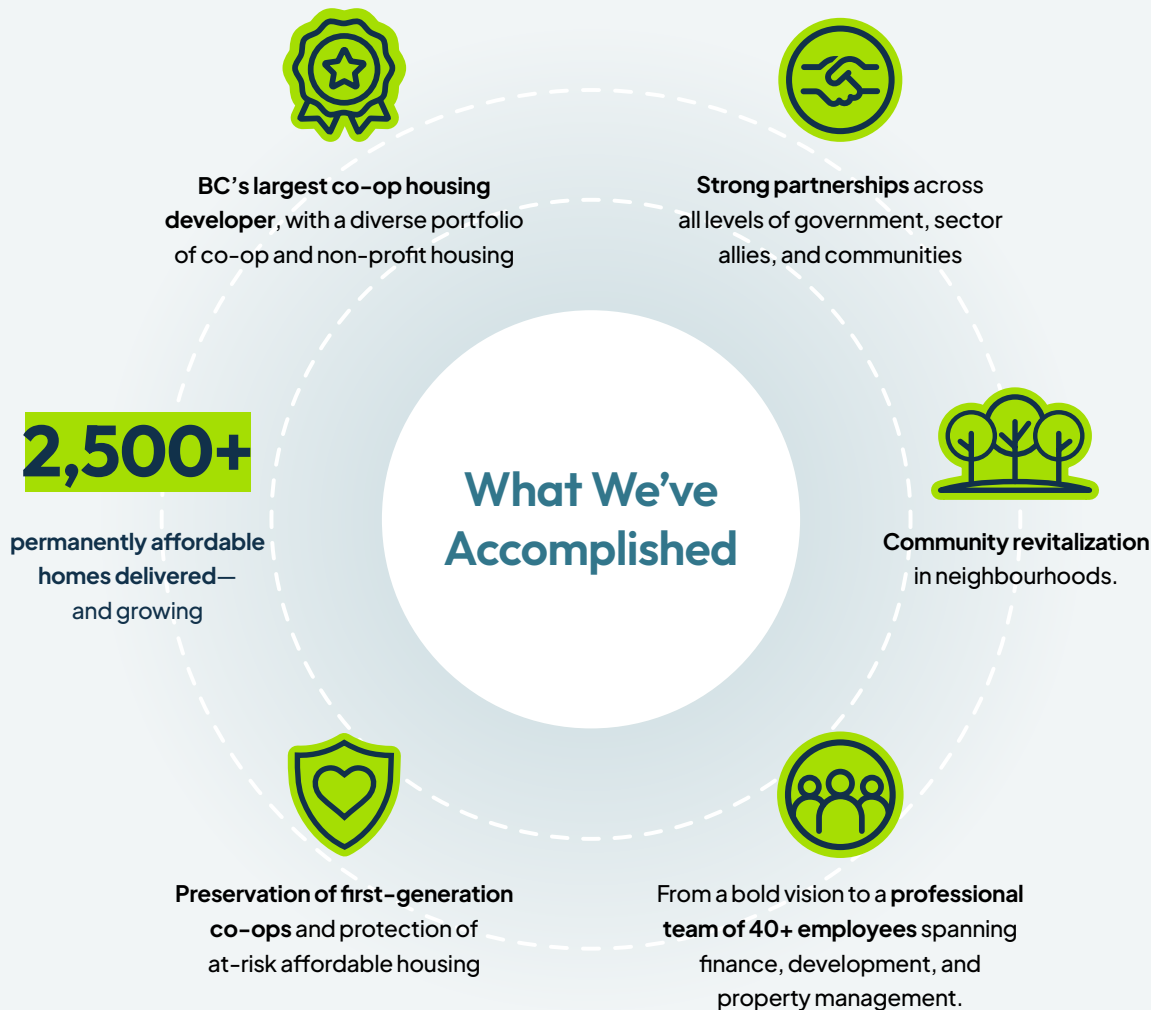 BC’s largest co-op housing
developer, with a diverse portfolio
of co-op and non-profit housing
Strong partnerships across
all levels of government, sector
allies, and communities
2,500+
permanently affordable
homes delivered—
and growing
What We’ve
Accomplished
Community revitalization
in neighbourhoods.
Preservation of first-generation
co-ops and protection of
at-risk affordable housing
From a bold vision to a professional
team of 40+ employees spanning
finance, development, and
property management.